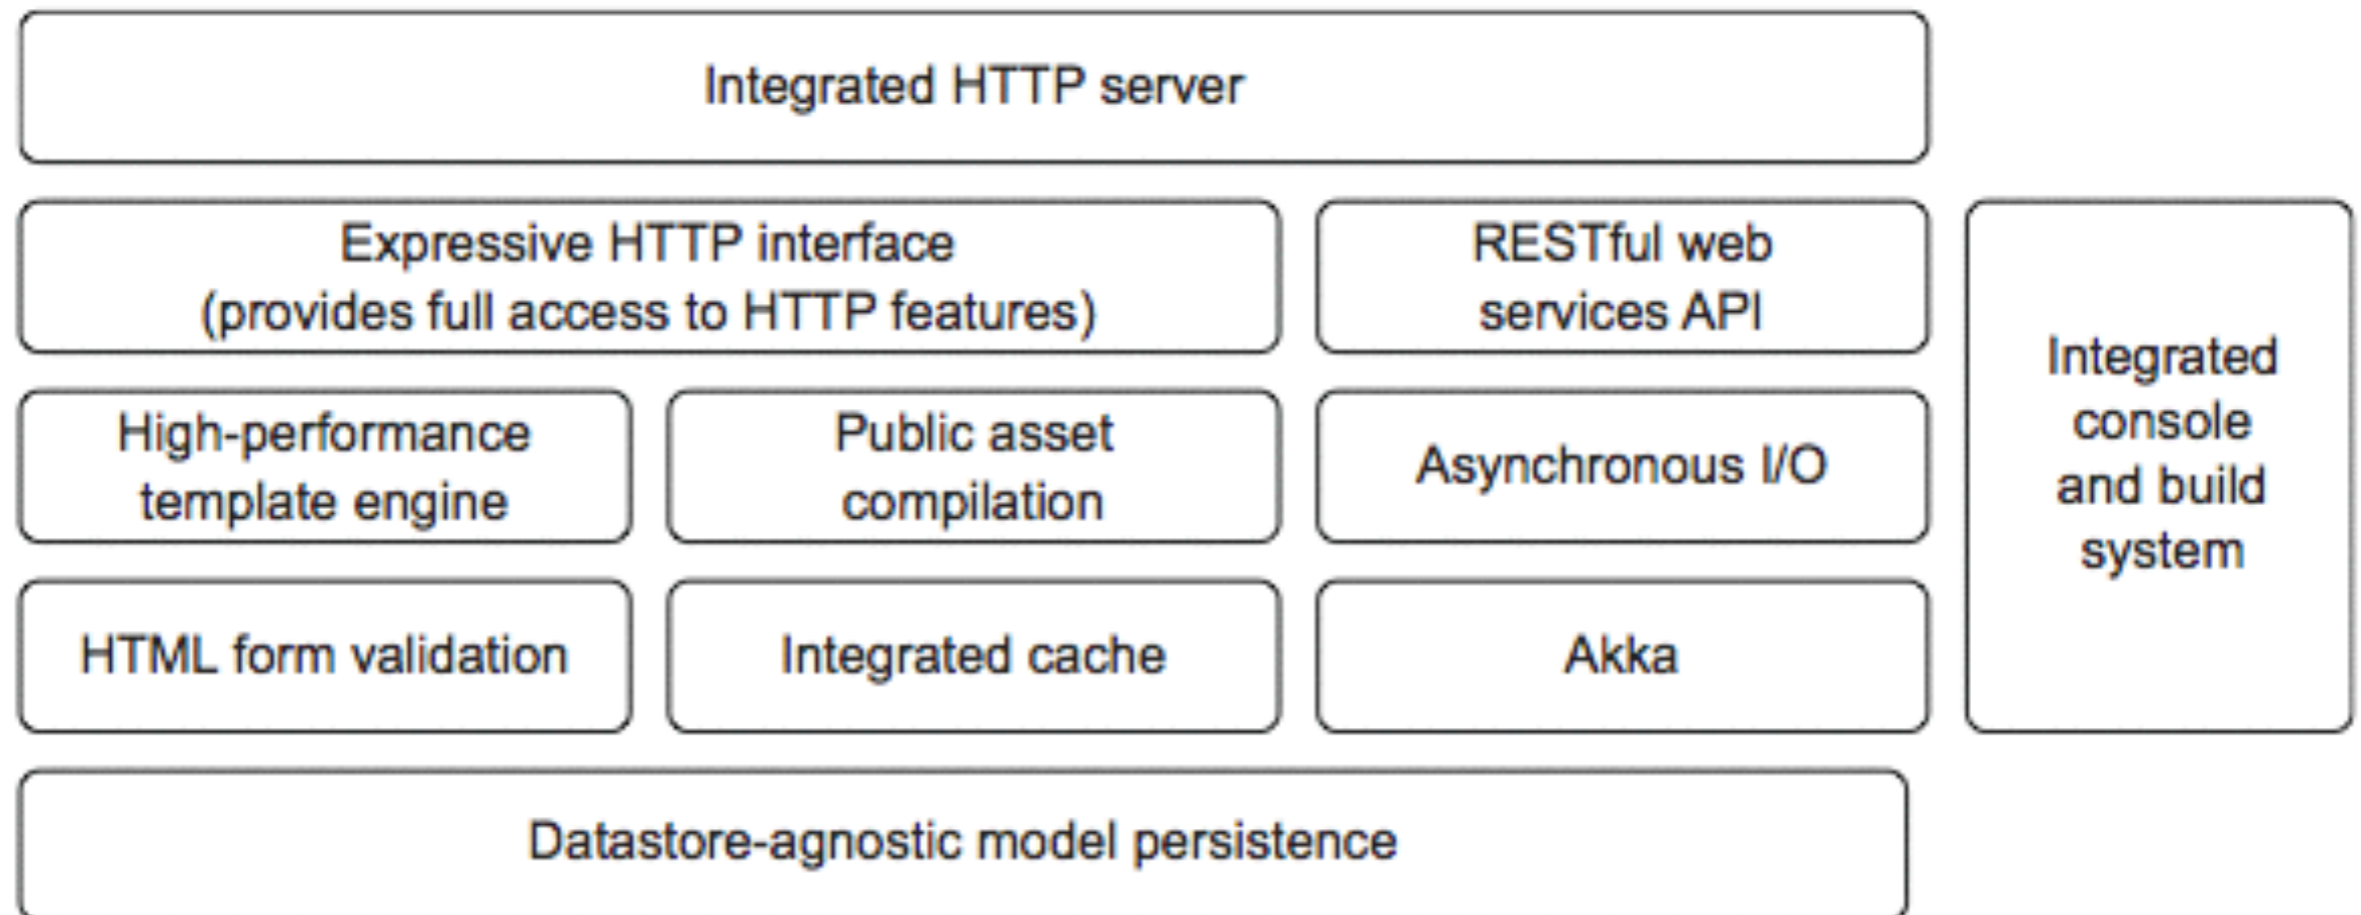 Integrated HTTP server
Expressive HTTP interface
(provides full access to HTTP features)
RESTful web
services API
High-performance
template engine
Public asset
compilation
Asynchronous I/O
HTML form validation
Integrated cache
Akka
Integrated
console
and build
system
Datastore-agnostic model persistence